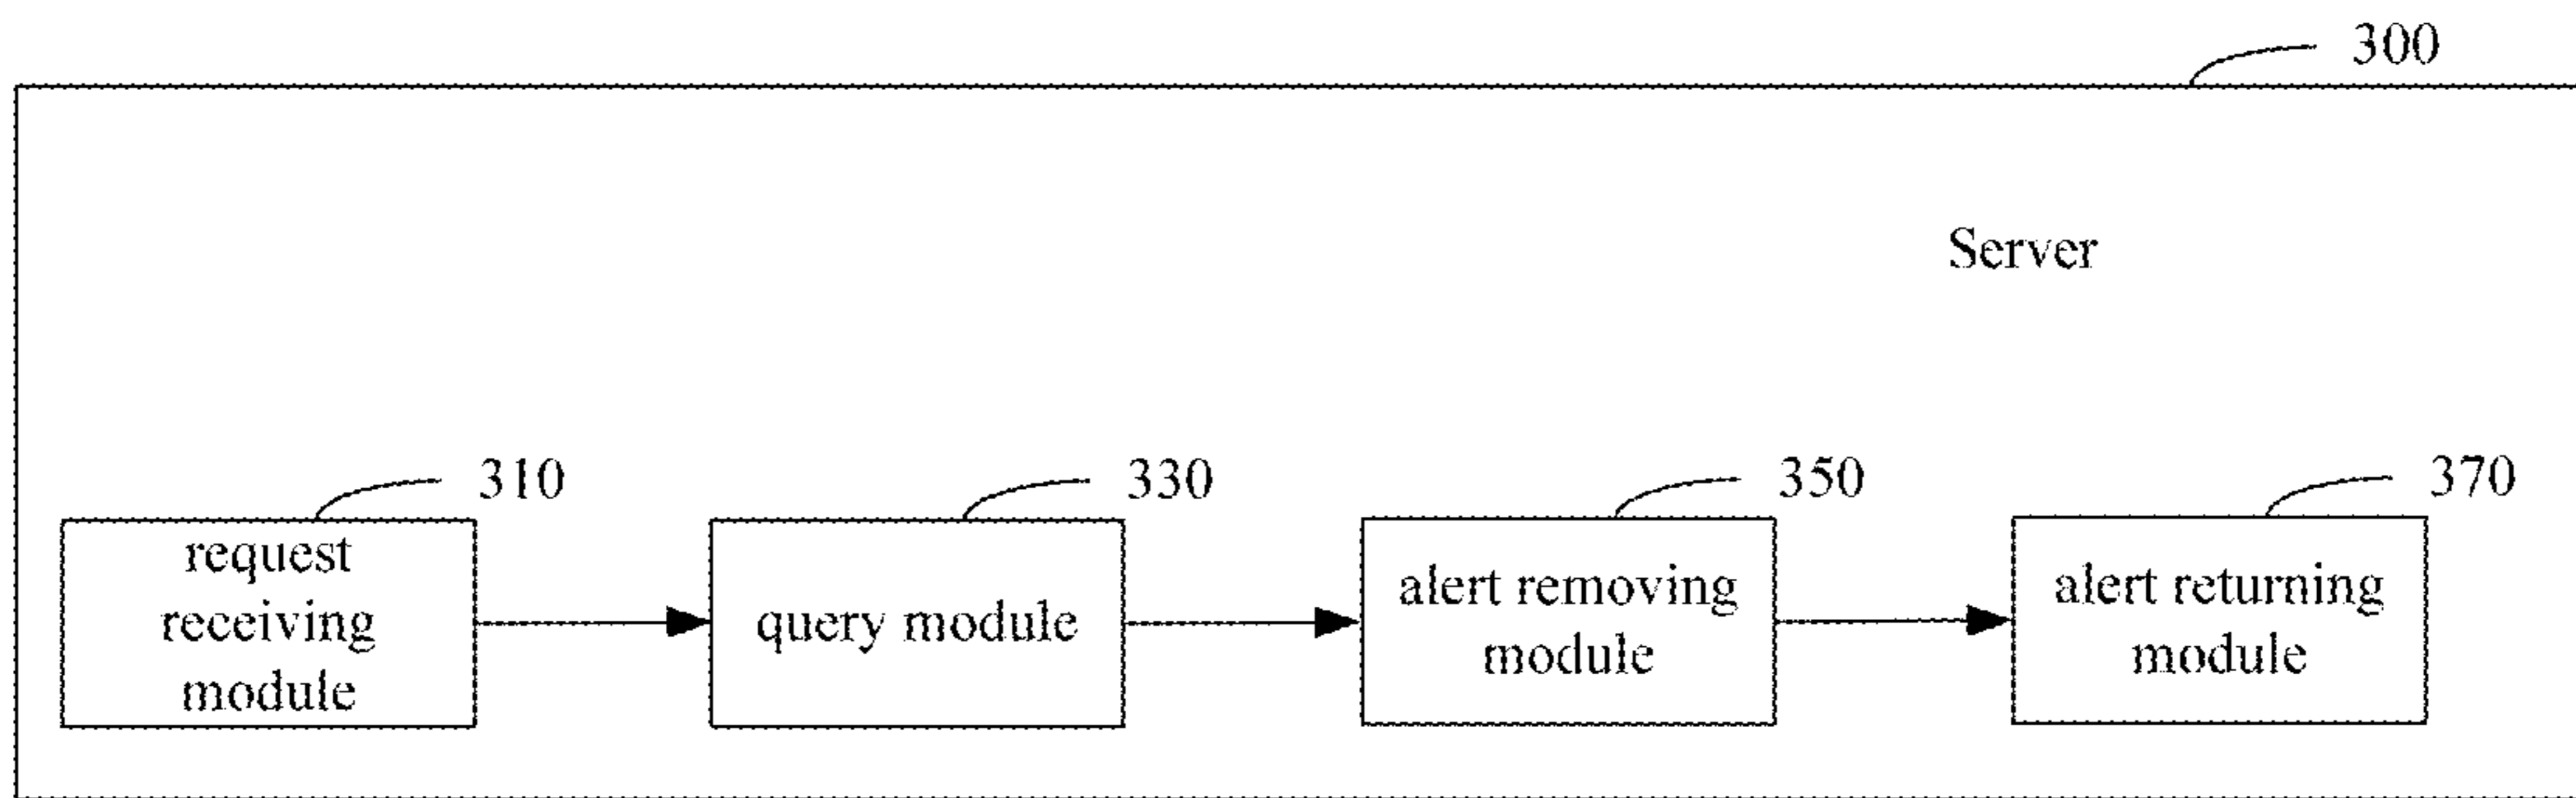 300
Server
310
330
350
370
request
receiving
module
query module
alert removing
module
alert returning
module